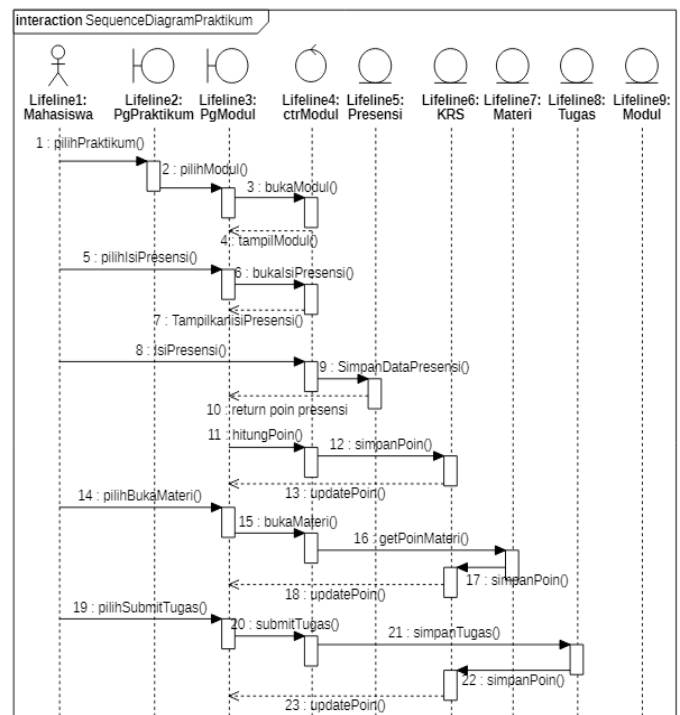 interaction SequenceDiagramPraktikum
Lifeline1: Lifeline2: Lifeline3: Lifeline4: Lifeline5: Lifeline6: Lifeline7: Lifeline8: Lifeline9:
Mahasiswa PgPraktikum PgModul ctrModul Presensi KRS Materi Tugas Modul
1 : pilihPraktikum()
2 : pilihModul()
3 : bukaModul()
4 : tampilModul()
5 : pilihIsiPresensi()
6 : bukaIsiPresensi()
7 : TampilkanIsiPresensi()
8 : IsiPresensi()
9 : SimpanDataPresensi()
10 : return poin presensi
11 : hitungPoin()
12 : simpanPoin()
13 : updatePoin()
14 : pilihBukaMateri()
15 : bukaMateri()
16 : getPoinMateri()
17 : simpanPoin()
18 : updatePoin()
19 : pilihSubmitTugas()
20 : submitTugas()
21 : simpanTugas()
22 : simpanPoin()
23 : updatePoin()